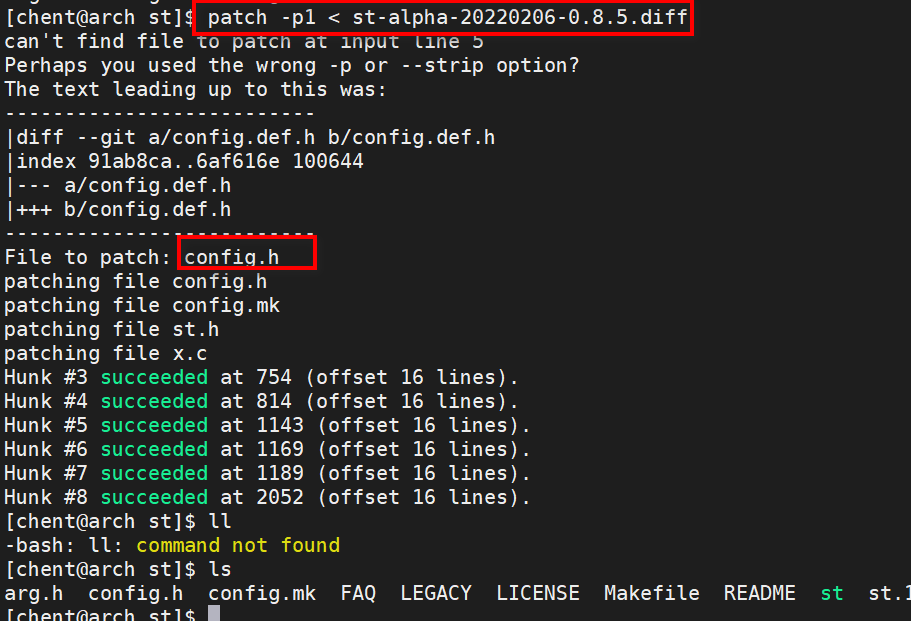 [chent@arch st]$ patch -p1 < st-alpha-20220206-0.8.5.diff
can't find file to patch at input line 5
Perhaps you used the wrong -p or --strip option?
The text leading up to this was:
--------------------------
|diff --git a/config.def.h b/config.def.h
|index 91ab8ca..6af616e 100644
|--- a/config.def.h
|+++ b/config.def.h
--------------------------
File to patch: config.h
patching file config.h
patching file config.mk
patching file st.h
patching file x.c
Hunk #3 succeeded at 754 (offset 16 lines).
Hunk #4 succeeded at 814 (offset 16 lines).
Hunk #5 succeeded at 1143 (offset 16 lines).
Hunk #6 succeeded at 1169 (offset 16 lines).
Hunk #7 succeeded at 1189 (offset 16 lines).
Hunk #8 succeeded at 2052 (offset 16 lines).
[chent@arch st]$ ll
-bash: ll: command not found
[chent@arch st]$ ls
arg.h  config.h  config.mk  FAQ  LEGACY  LICENSE  Makefile  README  st  st.1
[chent@arch st]$